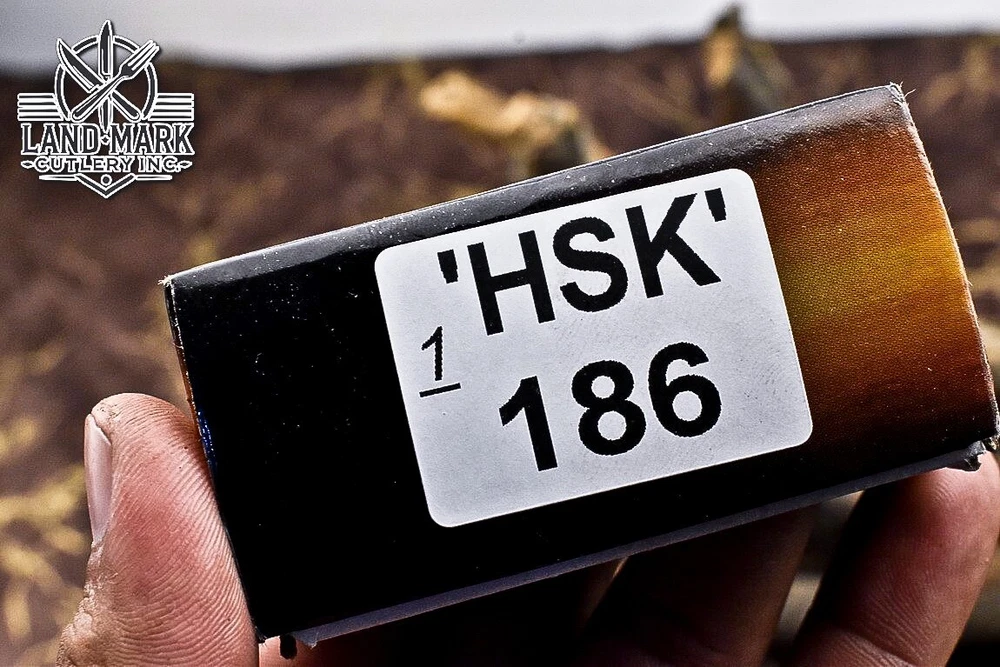 LAND MARK
CUTLERY INC.
'HSK'
1
186